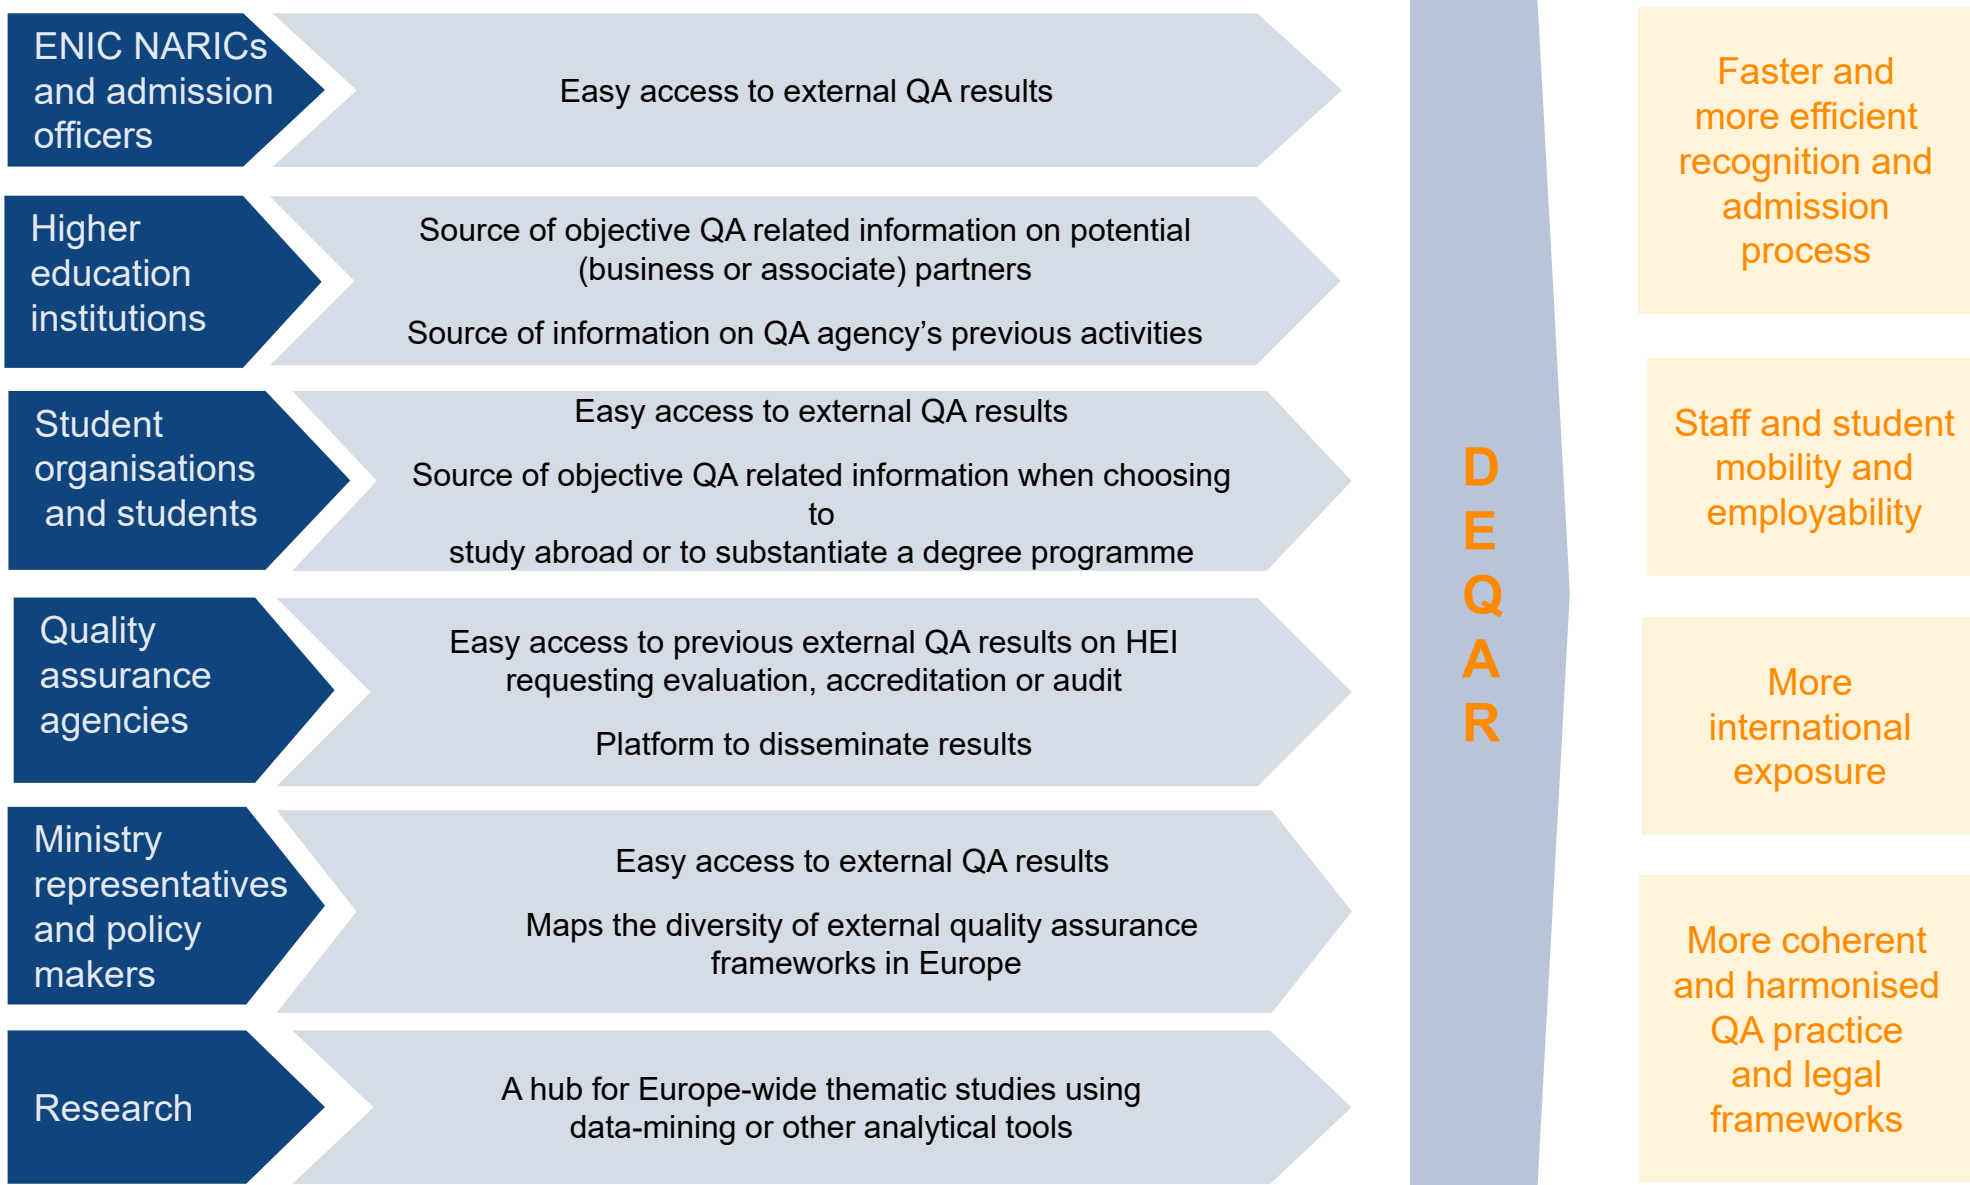 ENIC NARICs
and admission
officers
Easy access to external QA results
Higher
education
institutions
Source of objective QA related information on potential
(business or associate) partners
Source of information on QA agency’s previous activities
Student
organisations
and students
Easy access to external QA results
Source of objective QA related information when choosing
to
study abroad or to substantiate a degree programme
Quality
assurance
agencies
Easy access to previous external QA results on HEI
requesting evaluation, accreditation or audit
Platform to disseminate results
Ministry
representatives
and policy
makers
Easy access to external QA results
Maps the diversity of external quality assurance
frameworks in Europe
Research
A hub for Europe-wide thematic studies using
data-mining or other analytical tools
D
E
Q
A
R
Faster and
more efficient
recognition and
admission
process
Staff and student
mobility and
employability
More
international
exposure
More coherent
and harmonised
QA practice
and legal
frameworks